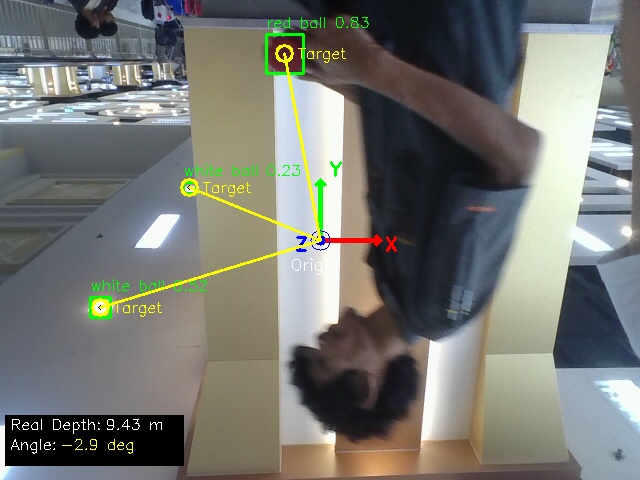 red ball 0.83
Target
white ball 0.23
Target
Y
Z
X
Origin
white ball 0.52
Target
Real Depth: 9.43 m
Angle: −2.9 deg